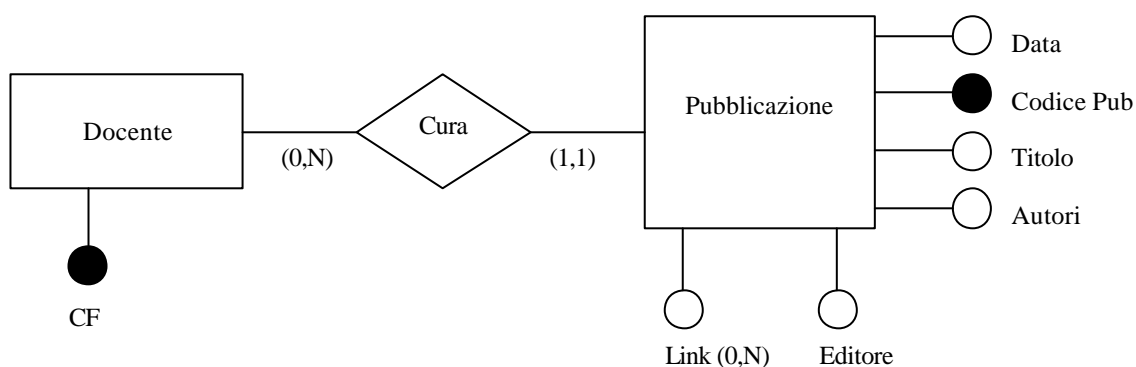 Data
Codice Pub
Titolo
Autori
Pubblicazione
Docente
Cura
(0,N)
(1,1)
CF
Link (0,N)
Editore